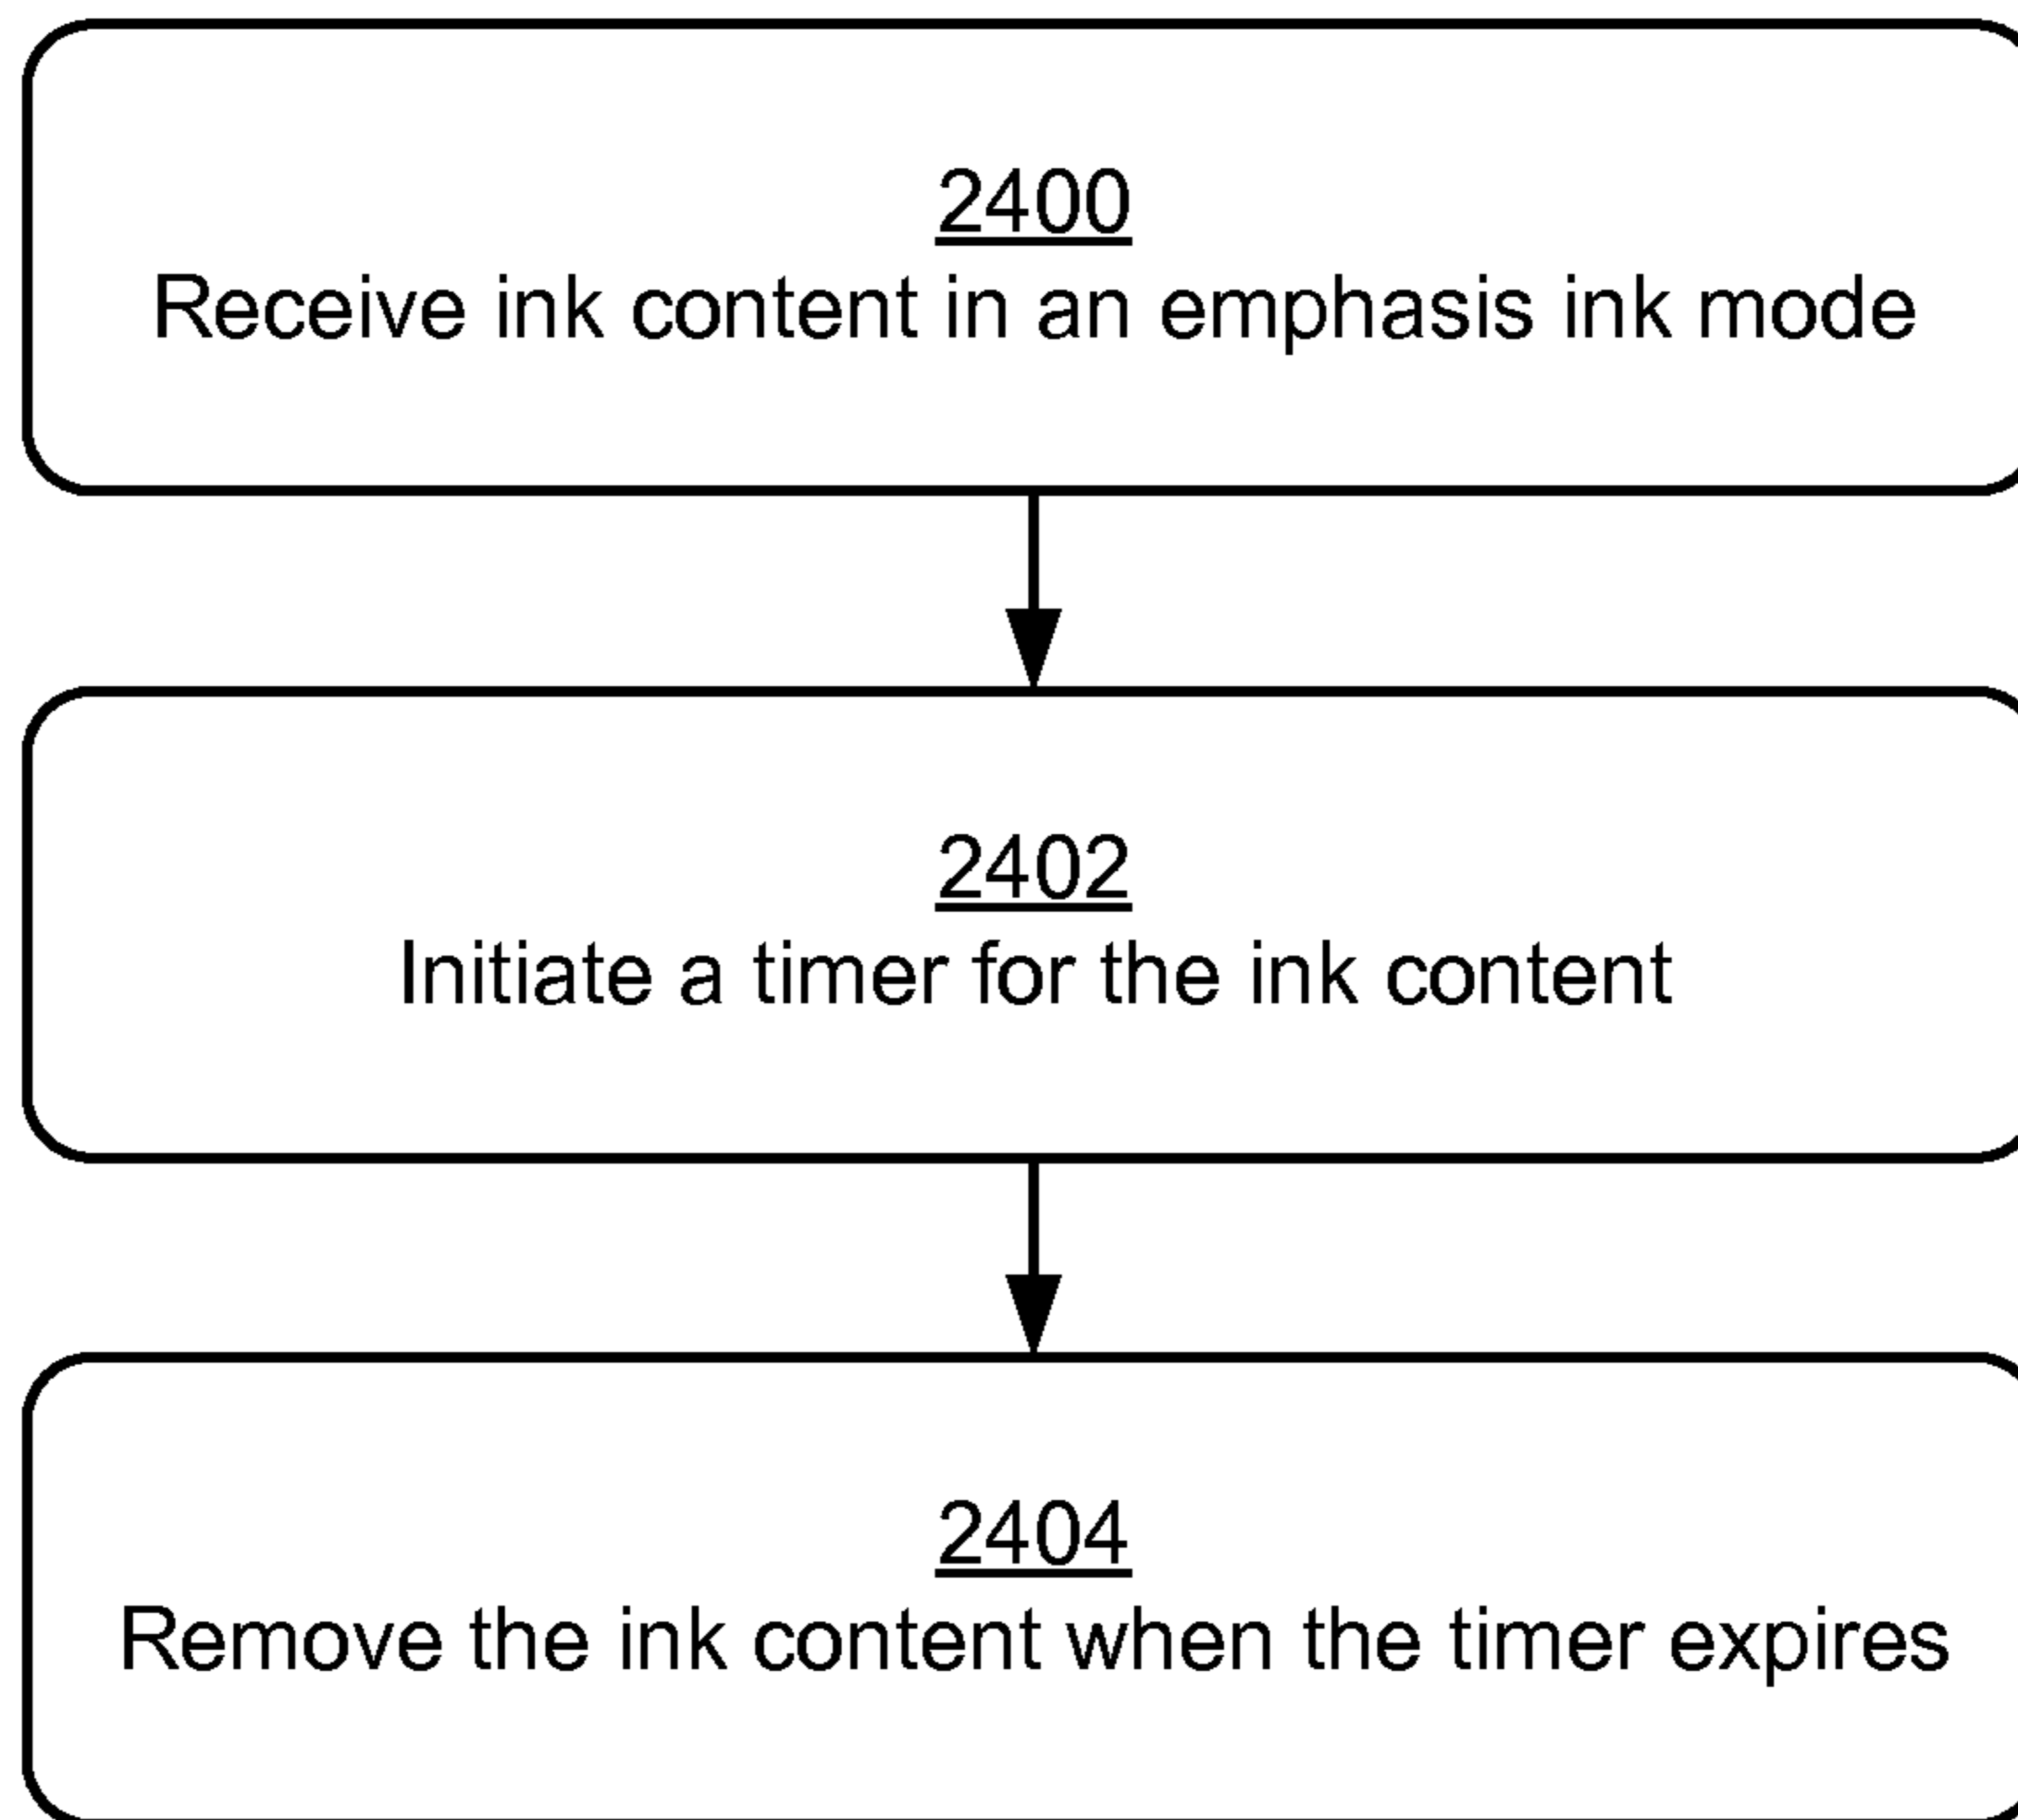 2400
Receive ink content in an emphasis ink mode
2402
Initiate a timer for the ink content
2404
Remove the ink content when the timer expires